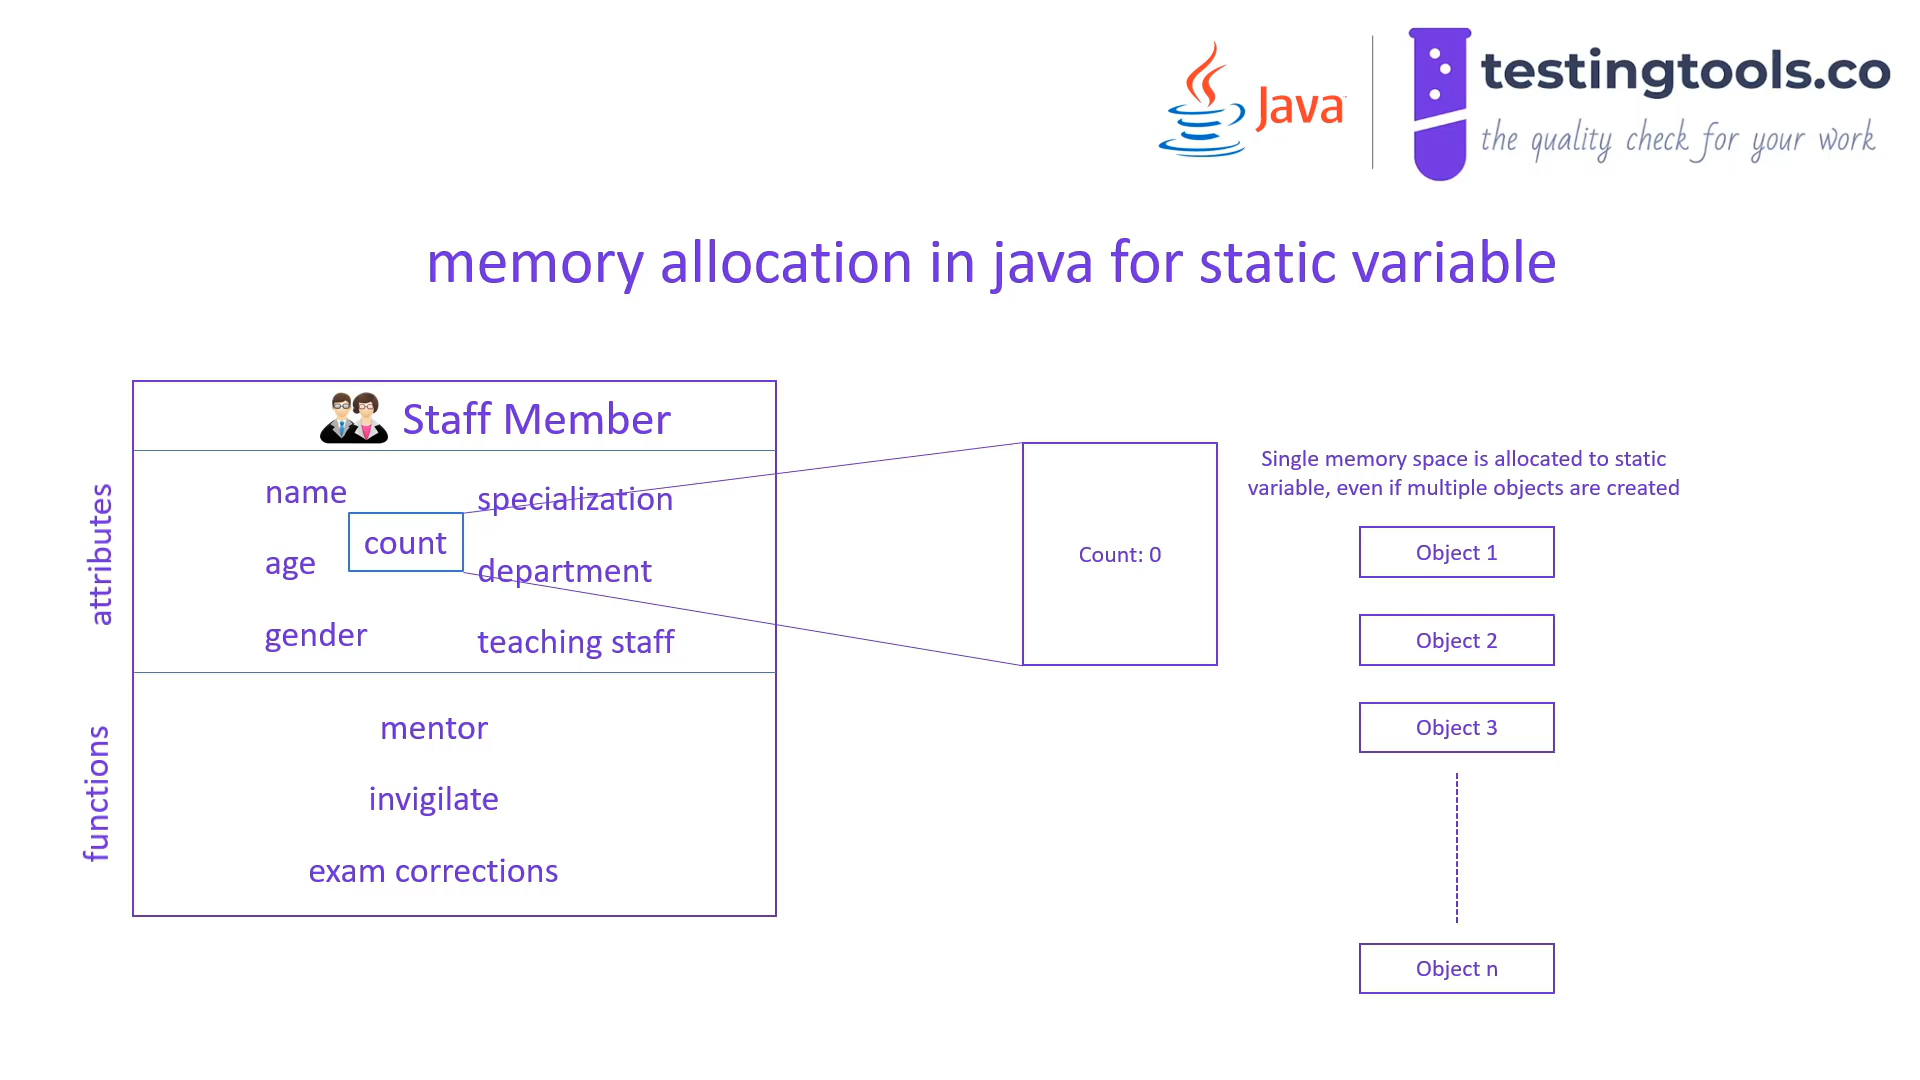 Java
testingtools.co
the quality check for your work
memory allocation in java for static variable
Staff Member
attributes
name
specialization
count
age
department
gender
teaching staff
functions
mentor
invigilate
exam corrections
Count: 0
Single memory space is allocated to static
variable, even if multiple objects are created
Object 1
Object 2
Object 3
Object n